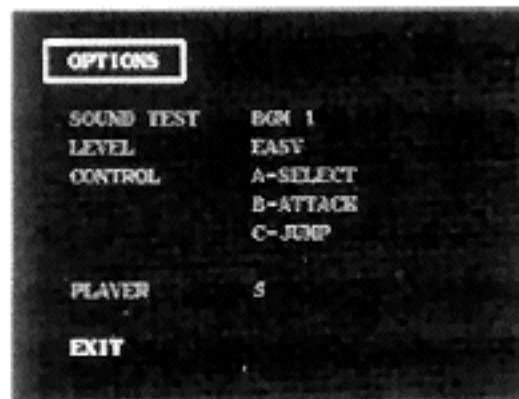 OPTIONS
SOUND TEST BGM 1
LEVEL EASY
CONTROL A-SELECT
B-ATTACK
C-JUMP
PLAYER 5
EXIT